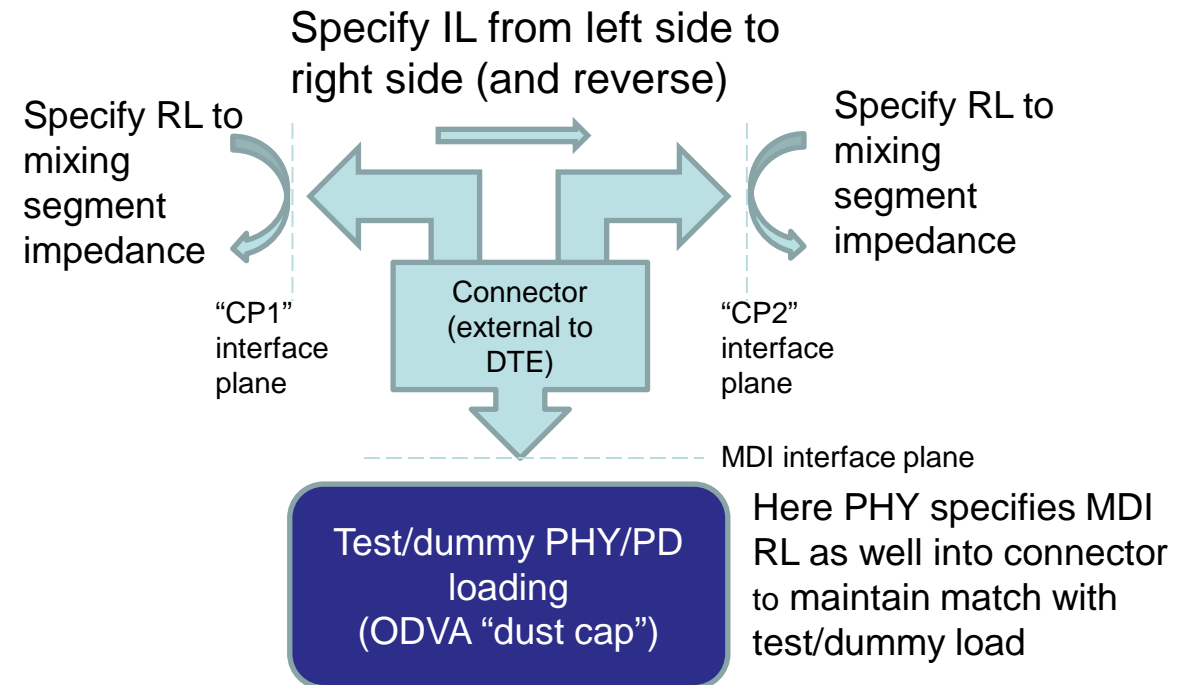 Specify IL from left side to
right side (and reverse)
Specify RL to
mixing
segment
impedance
Specify RL to
mixing
segment
impedance
“CP1”
interface
plane
Connector
(external to
DTE)
“CP2”
interface
plane
MDI interface plane
Test/dummy PHY/PD
loading
(ODVA “dust cap”)
Here PHY specifies MDI
RL as well into connector
to maintain match with
test/dummy load